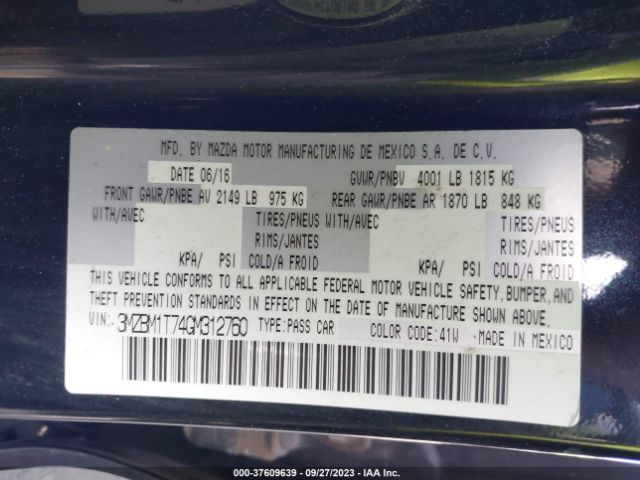 MFD. BY MAZDA MOTOR MANUFACTURING DE MEXICO S.A. DE C.V.
DATE 06/16 GVWR/PNBV 4001 LB 1815 KG
FRONT GAWR/PNBE AV 2149 LB 975 KG REAR GAWR/PNBE AR 1870 LB 848 KG
WITH/AVEC TIRES/PNEUS WITH/AVEC TIRES/PNEUS
RIMS/JANTES RIMS/JANTES
KPA/ PSI COLD/A FROID KPA/ PSI COLD/A FROID
THIS VEHICLE CONFORMS TO ALL APPLICABLE FEDERAL MOTOR VEHICLE SAFETY, BUMPER, AND
THEFT PREVENTION STANDARDS IN EFFECT ON THE DATE OF MANUFACTURE SHOWN ABOVE.
VIN:- 3MZBM1T74GM312760 TYPE:PASS CAR COLOR CODE:41W MADE IN MEXICO
000-37609639 - 09/27/2023 - IAA Inc.